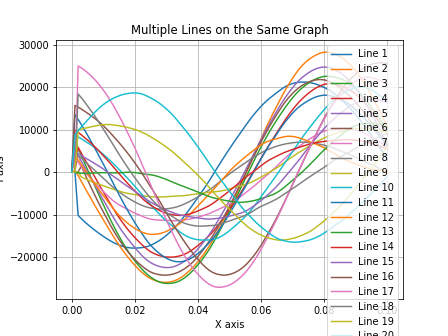 Multiple Lines on the Same Graph
30000
20000
10000
0
−10000
−20000
0.00
0.02
0.04
0.06
X axis
Line 1
Line 2
Line 3
Line 4
Line 5
Line 6
Line 7
Line 8
Line 9
Line 10
Line 11
Line 12
Line 13
Line 14
Line 15
Line 16
Line 17
Line 18
Line 19
Line 20